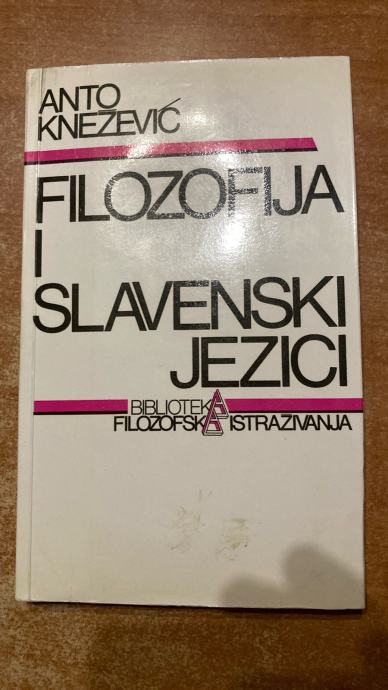 ANTO
KNEŽEVIĆ
FILOZOFIJA
I
SLAVENSKI
JEZICI
BIBLIOTEKA
FILOZOFSKA ISTRAŽIVANJA